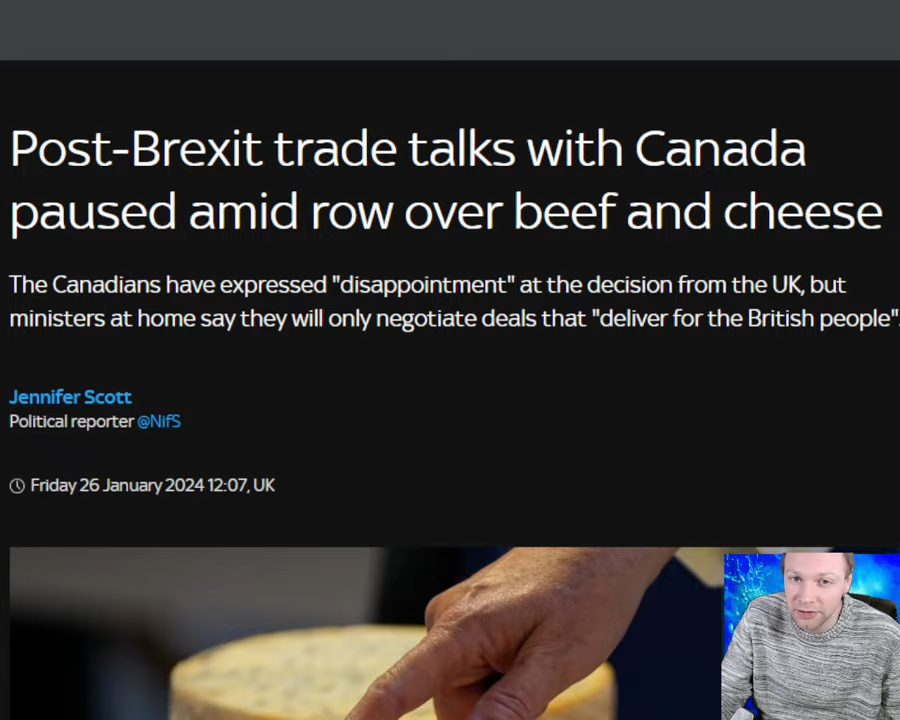 Post-Brexit trade talks with Canada
paused amid row over beef and cheese
The Canadians have expressed "disappointment" at the decision from the UK, but
ministers at home say they will only negotiate deals that "deliver for the British people".
Jennifer Scott
Political reporter @NifS
Friday 26 January 2024 12:07, UK